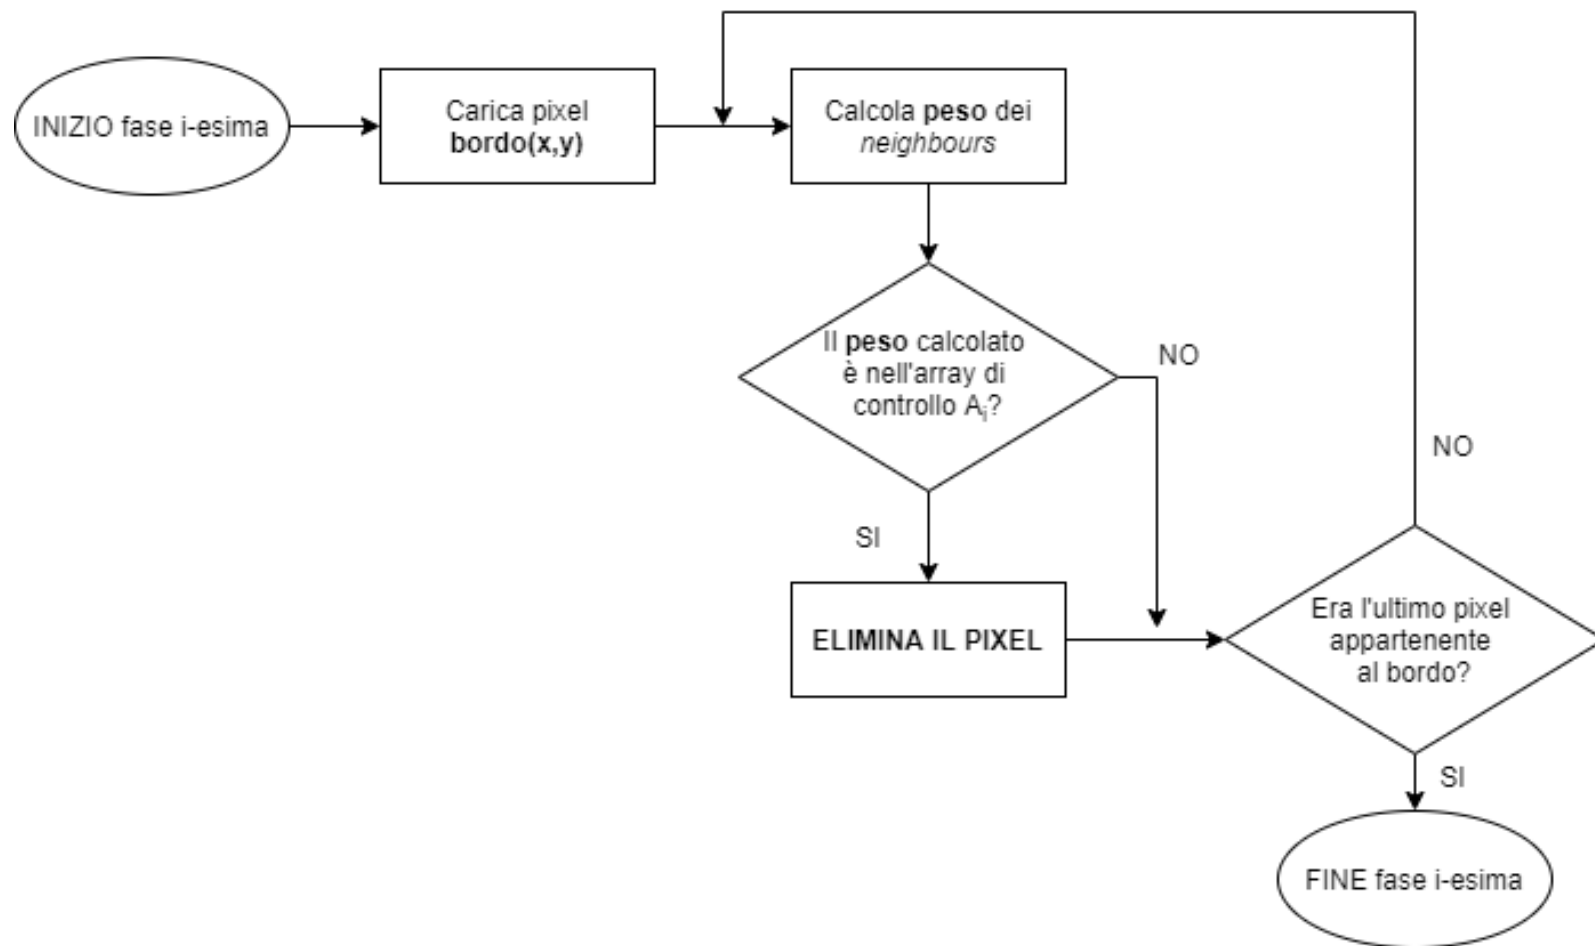 INIZIO fase i-esima
Carica pixel
bordo(x,y)
Calcola peso dei
neighbours
Il peso calcolato
è nell'array di
controllo Aᵢ?
NO
SI
ELIMINA IL PIXEL
NO
Era l'ultimo pixel
appartenente
al bordo?
SI
FINE fase i-esima